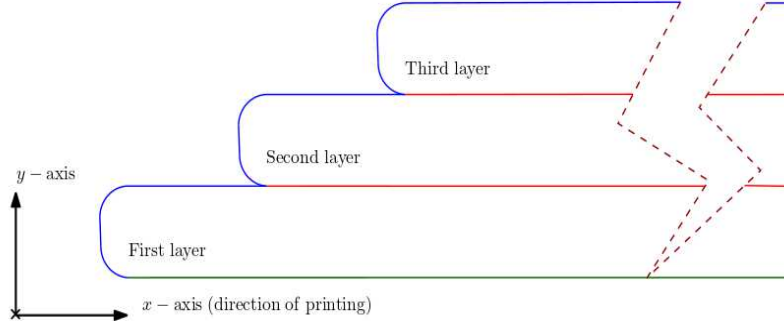 Third layer
Second layer
y − axis
First layer
x − axis (direction of printing)